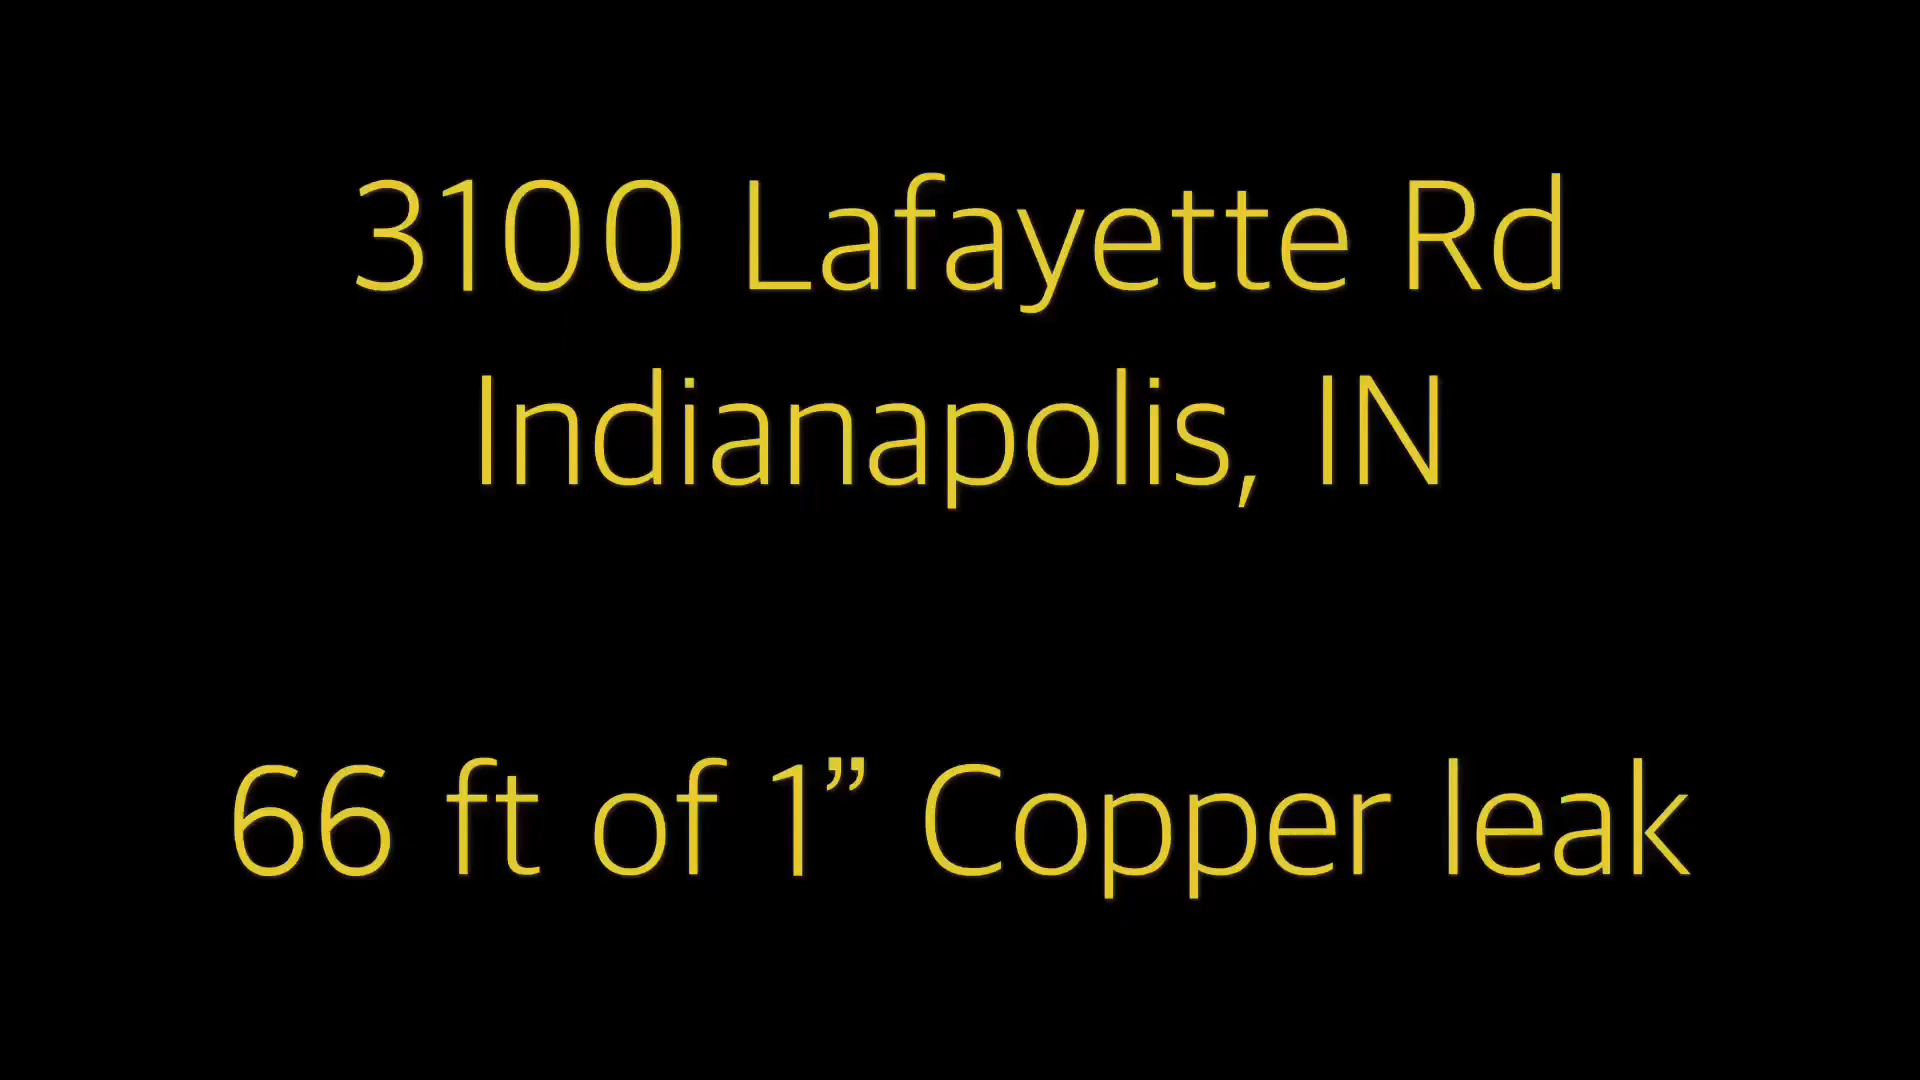 3100 Lafayette Rd
Indianapolis, IN
66 ft of 1” Copper leak